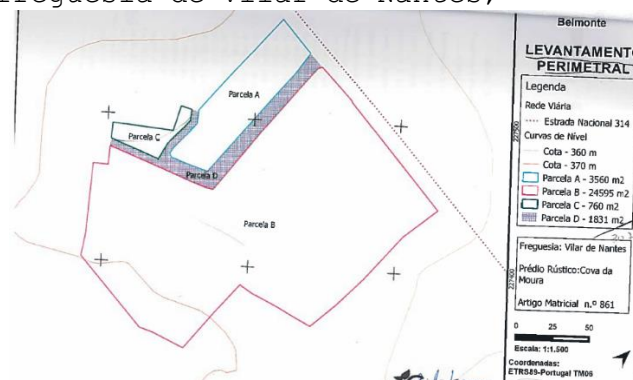 freguesia de Vilar de Nantes,
Belmonte
LEVANTAMENTO
PERIMETRAL
Legenda
Rede Viária
Estrada Nacional 314
Curvas de Nível
Cota - 360 m
Cota - 370 m
Parcela A - 3560 m2
Parcela B - 24595 m2
Parcela C - 760 m2
Parcela D - 1831 m2
Freguesia: Vilar de Nantes
Prédio Rústico:Cova da
Moura
Artigo Matricial n.º 861
0 25 50
Escala: 1:1.500
Coordenadas:
ETRS89-Portugal TM06
Parcela A
Parcela C
Parcela D
Parcela B
227400